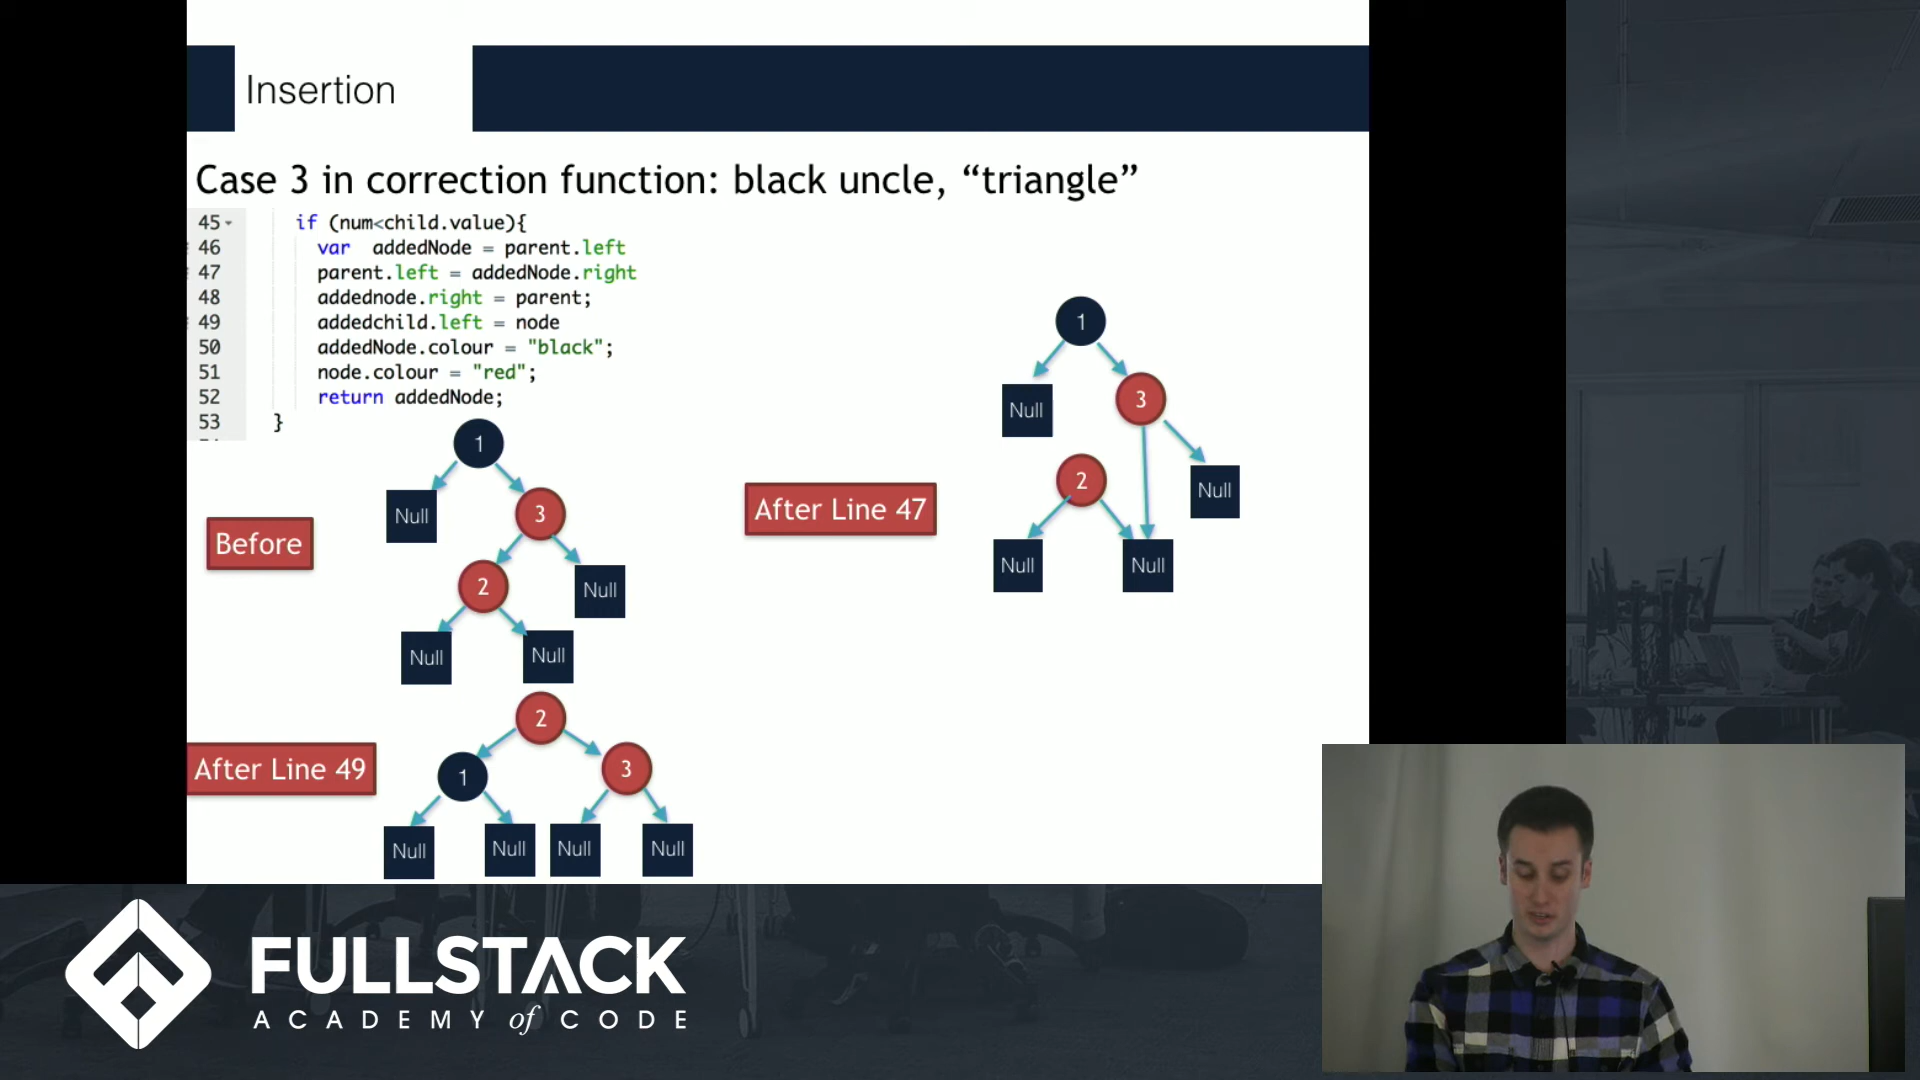 Insertion
Case 3 in correction function: black uncle, “triangle”
45 if (num<child.value){
46 var addedNode = parent.left
47 parent.left = addedNode.right
48 addednode.right = parent;
49 addedchild.left = node
50 addedNode.colour = "black";
51 node.colour = "red";
52 return addedNode;
53 }
Before
1
Null
3
2
Null
Null
Null
After Line 47
1
Null
3
2
Null
Null
Null
After Line 49
2
1
3
Null
Null
Null
Null
FULLSTACK
ACADEMY of CODE